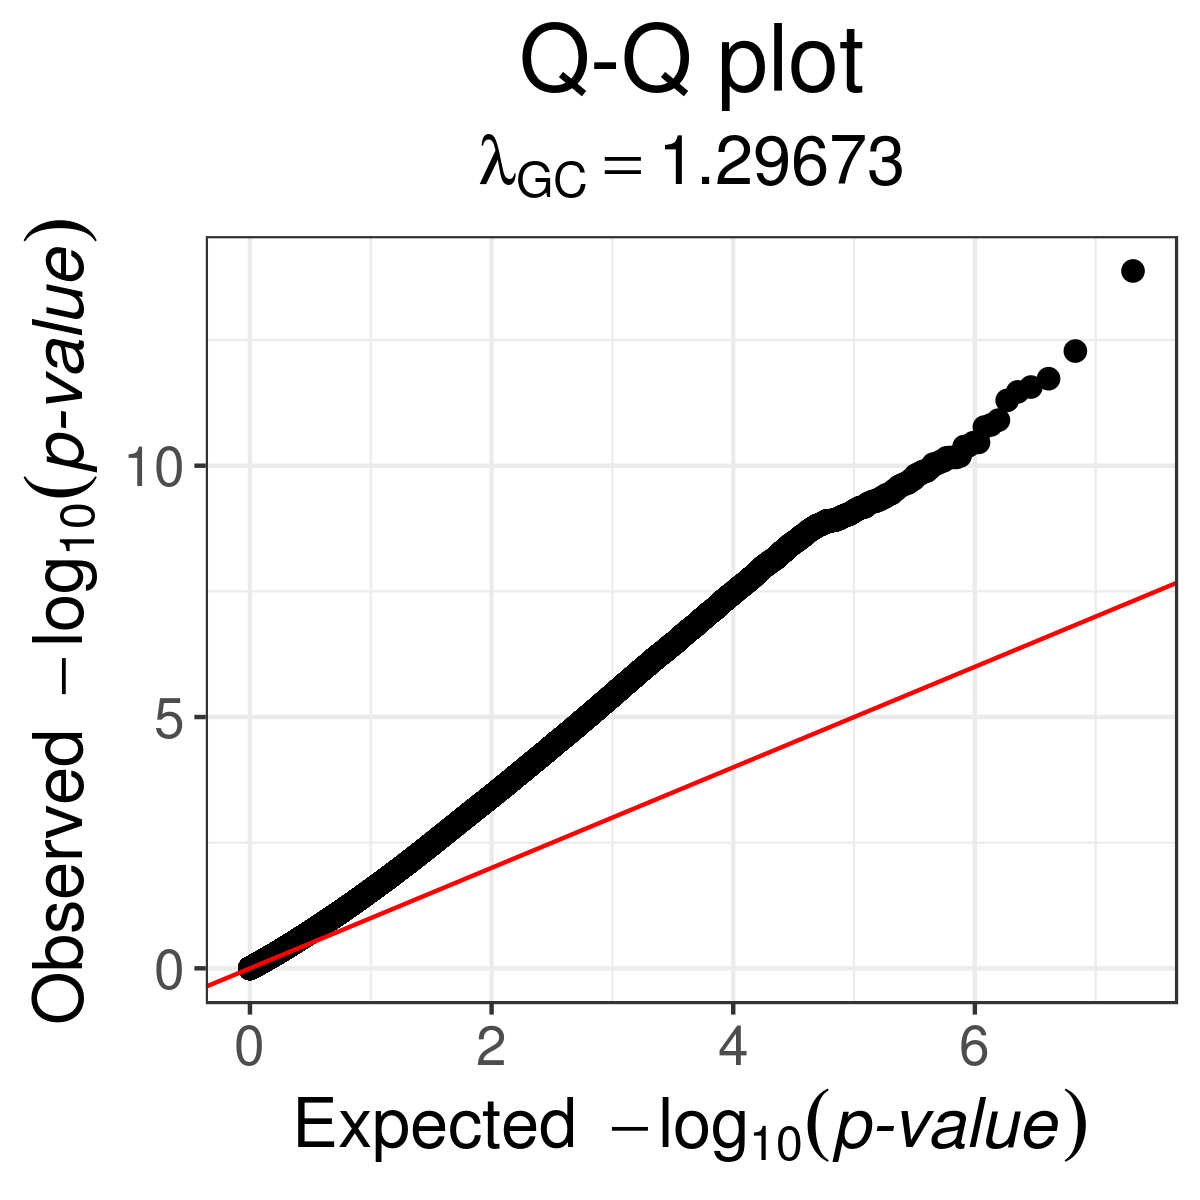 Q-Q plot
λGC = 1.29673
Observed −log10(p-value)
10
5
0
0 2 4 6
Expected −log10(p-value)